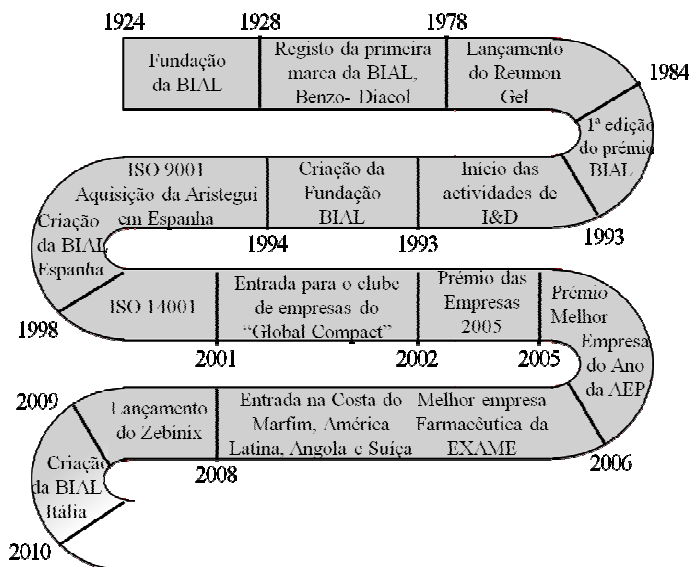 1924
1928
1978
Fundação
da BIAL
Registo da primeira
marca da BIAL,
Benzo- Diacol
Lançamento
do Reumon
Gel
1984
1ª edição
do prémio
BIAL
1993
Inicio das
actividades de
I&D
1993
Criação da
Fundação
BIAL
1994
ISO 9001
Aquisição da Aristegui
em Espanha
Criação
da BIAL
Espanha
1998
ISO 14001
2001
Entrada para o clube
de empresas do
“Global Compact”
2002
Prémio das
Empresas
2005
2005
Prémio
Melhor
Empresa
do Ano
da AEP
2006
Melhor empresa
Farmacêutica da
EXAME
Entrada na Costa do
Marfim, América
Latina, Angola e Suíça
2008
Lançamento
do Zebinix
2009
Criação
da BIAL
Itália
2010